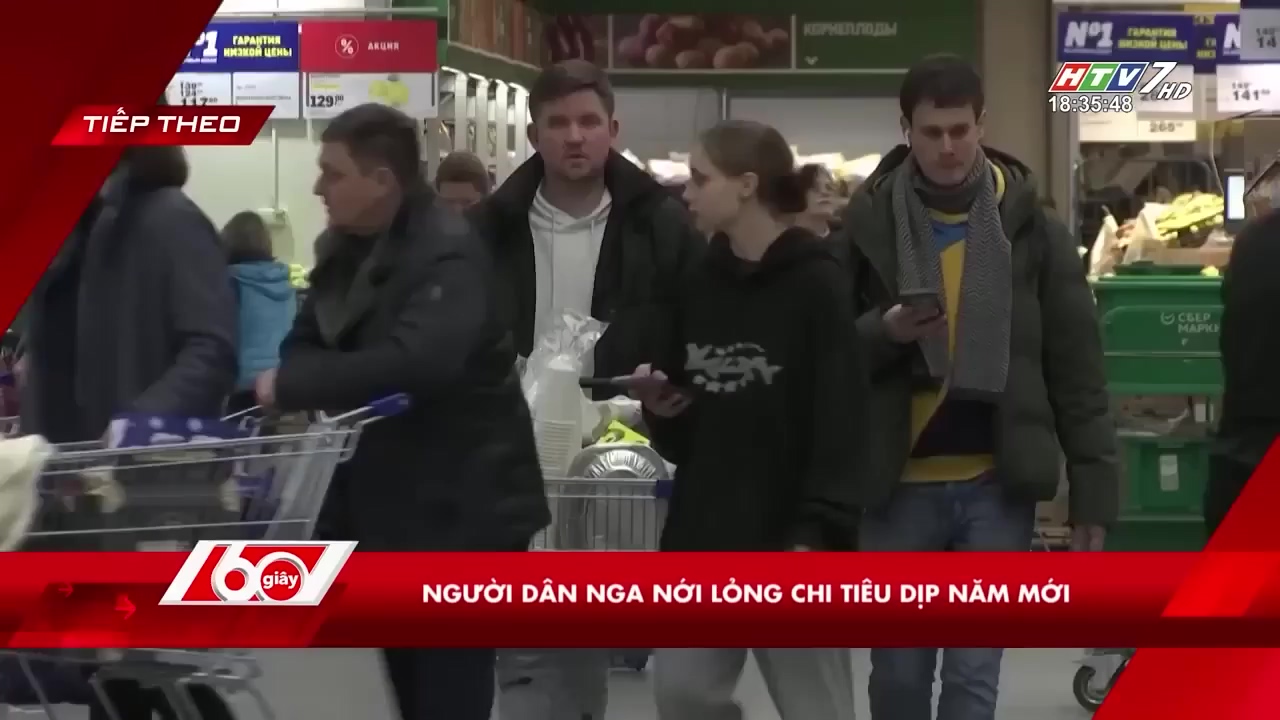 №1 ГАРАНТИЯ
НИЗКОЙ ЦЕНЫ
% АКЦИЯ
129
КОРНЕПЛОДЫ
№1 ГАРАНТИЯ
НИЗКОЙ ЦЕНЫ
HTV7 HD
18:35:48
TIẾP THEO
СБЕР
МАРКЕ
60 giây
NGƯỜI DÂN NGA NỚI LỎNG CHI TIÊU DỊP NĂM MỚI